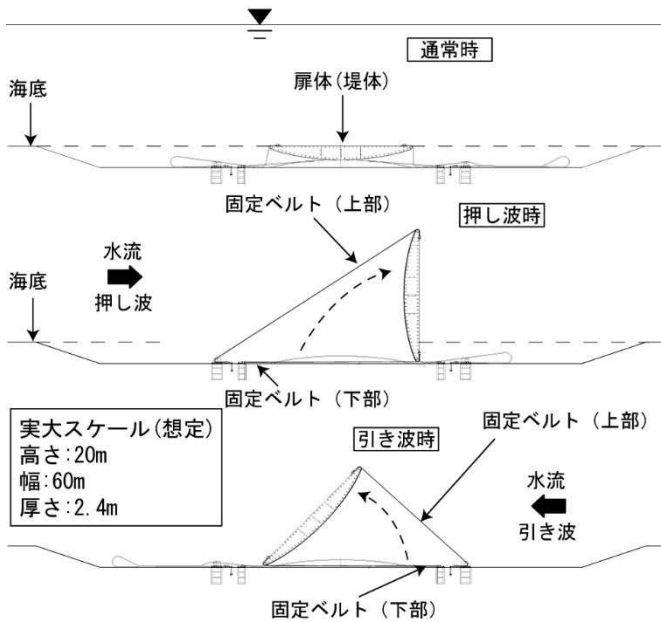 通常時
扉体(堤体)
海底
固定ベルト(上部)
押し波時
水流
押し波
海底
固定ベルト(下部)
実大スケール(想定)
高さ:20m
幅:60m
厚さ:2.4m
引き波時
固定ベルト(上部)
水流
引き波
固定ベルト(下部)